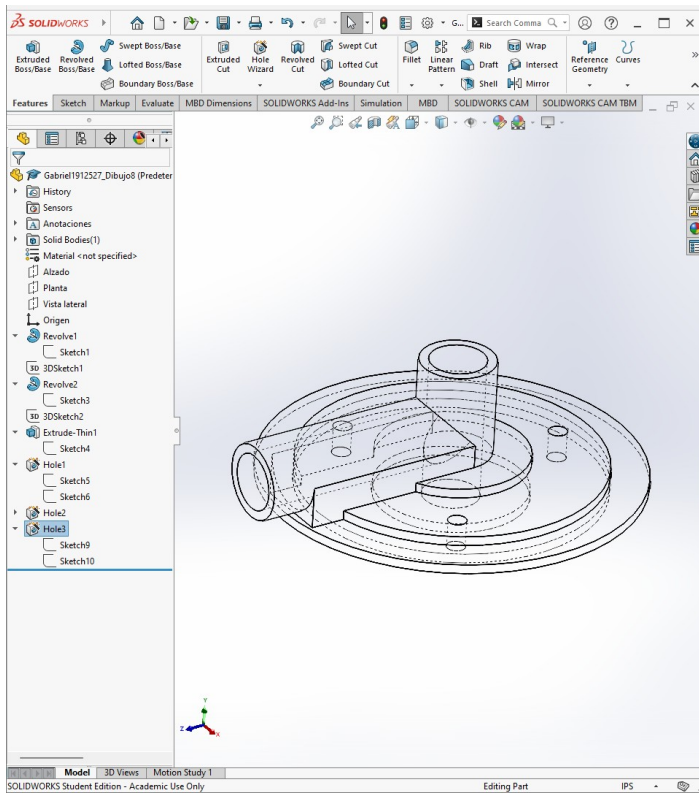 SOLIDWORKS
G...
Search Comma
Extruded Boss/Base
Revolved Boss/Base
Swept Boss/Base
Lofted Boss/Base
Boundary Boss/Base
Extruded Cut
Hole Wizard
Revolved Cut
Swept Cut
Lofted Cut
Boundary Cut
Fillet
Linear Pattern
Rib
Draft
Shell
Wrap
Intersect
Mirror
Reference Geometry
Curves
Features Sketch Markup Evaluate MBD Dimensions SOLIDWORKS Add-Ins Simulation MBD SOLIDWORKS CAM SOLIDWORKS CAM TBM
Gabriel1912527_Dibujo8 (Predeter
History
Sensors
A Anotaciones
Solid Bodies(1)
Material <not specified>
Alzado
Planta
Vista lateral
Origen
Revolve1
Sketch1
3D 3DSketch1
Revolve2
Sketch3
3D 3DSketch2
Extrude-Thin1
Sketch4
Hole1
Sketch5
Sketch6
Hole2
Hole3
Sketch9
Sketch10
Y
Z
X
Model 3D Views Motion Study 1
SOLIDWORKS Student Edition - Academic Use Only
Editing Part
IPS